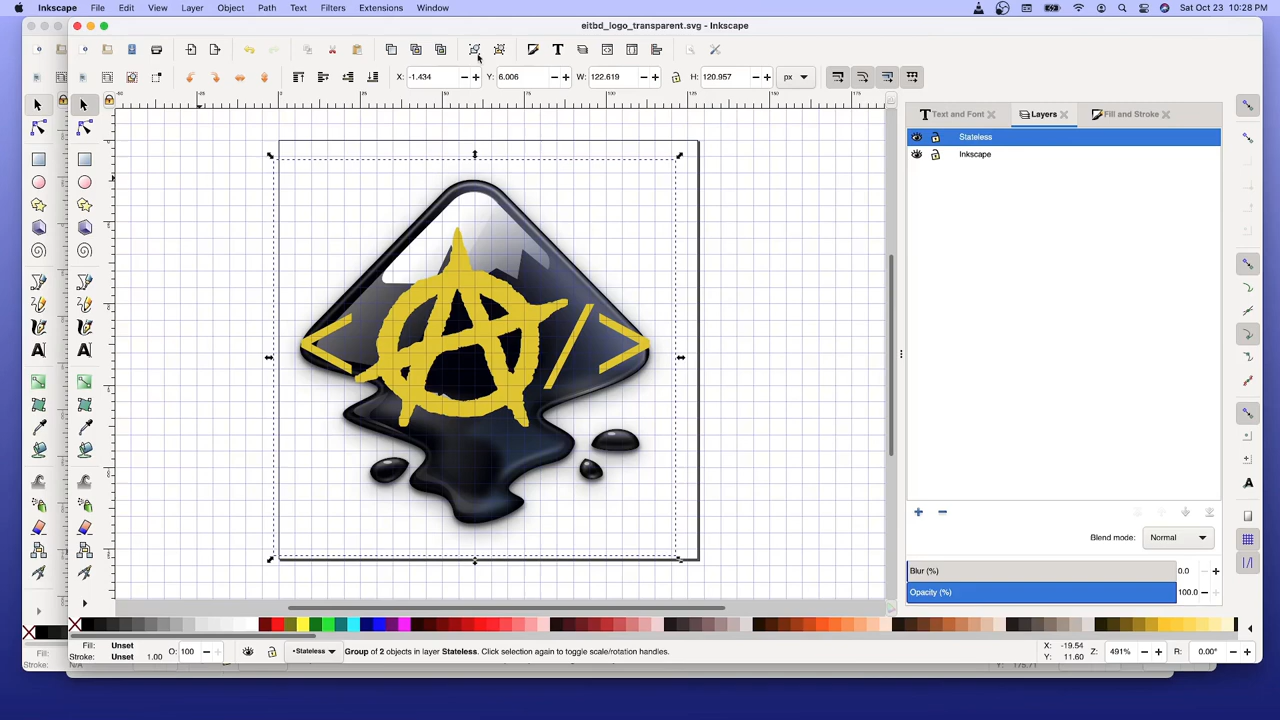 Inkscape File Edit View Layer Object Path Text Filters Extensions Window Sat Oct 23 10:28 PM
eitbd_logo_transparent.svg - Inkscape
X: -1.434 Y: 6.006 W: 122.619 H: 120.957 px
Text and Font Layers Fill and Stroke
Stateless
Inkscape
< A / >
Blend mode: Normal
Blur (%) 0.0
Opacity (%) 100.0
Fill: Unset
Stroke: Unset 1.00 O: 100 •Stateless Group of 2 objects in layer Stateless. Click selection again to toggle scale/rotation handles. X: -19.54 Y: 11.60 Z: 491% R: 0.00°